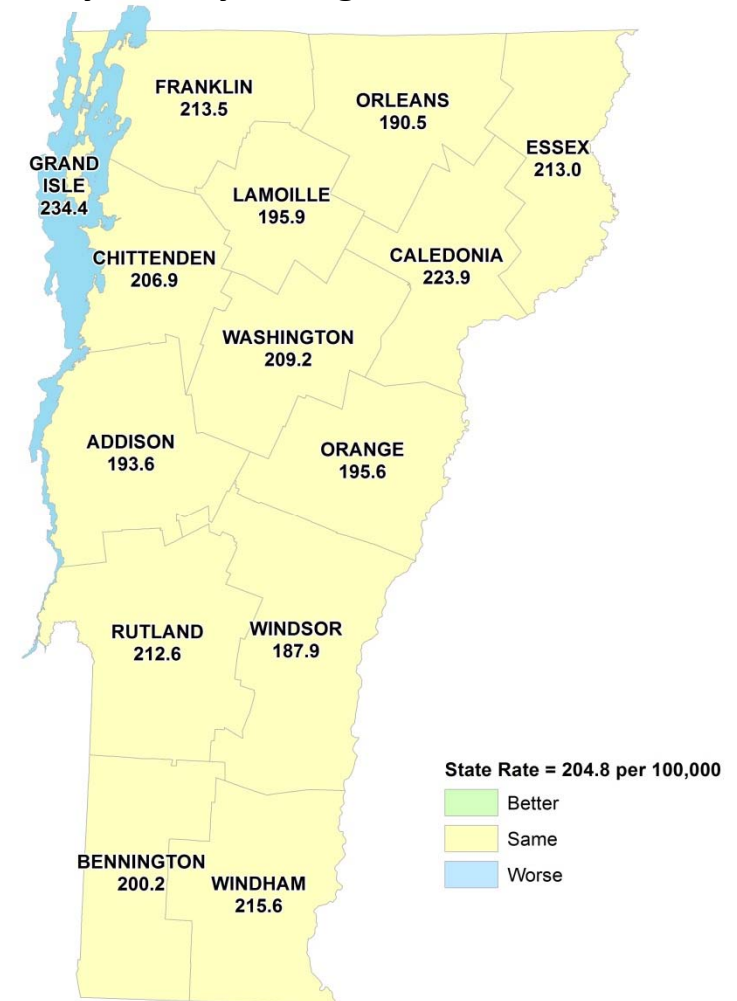 FRANKLIN
213.5
ORLEANS
190.5
ESSEX
213.0
GRAND
ISLE
234.4
LAMOILLE
195.9
CHITTENDEN
206.9
CALEDONIA
223.9
WASHINGTON
209.2
ADDISON
193.6
ORANGE
195.6
RUTLAND
212.6
WINDSOR
187.9
State Rate = 204.8 per 100,000
Better
Same
Worse
BENNINGTON
200.2
WINDHAM
215.6